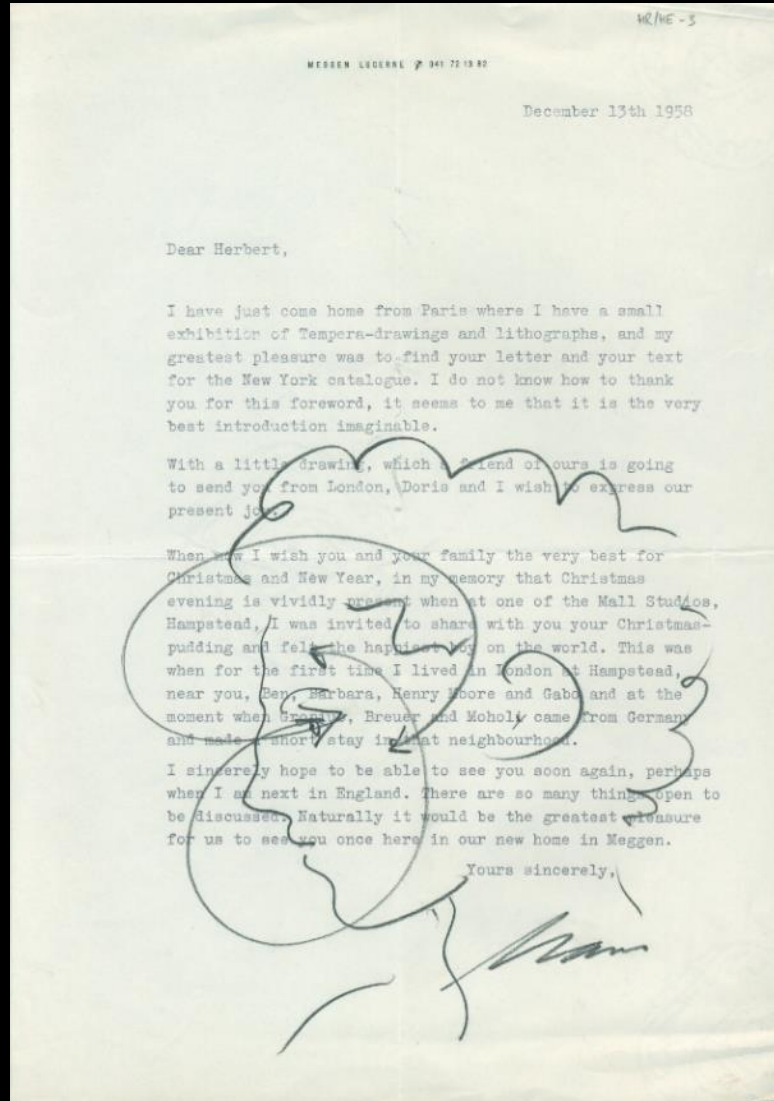 HR/HE-3
MEGGEN LUCERNE 041 72 13 82
December 13th 1958
Dear Herbert,
I have just come home from Paris where I have a small
exhibition of Tempera-drawings and lithographs, and my
greatest pleasure was to find your letter and your text
for the New York catalogue. I do not know how to thank
you for this foreword, it seems to me that it is the very
best introduction imaginable.
With a little drawing, which a friend of ours is going
to send you from London, Doris and I wish to express our
present joy.
When now I wish you and your family the very best for
Christmas and New Year, in my memory that Christmas
evening is vividly present when at one of the Mall Studios,
Hampstead, I was invited to share with you your Christmas-
pudding and felt the happiest boy on the world. This was
when for the first time I lived in London at Hampstead,
near you, Ben, Barbara, Henry Moore and Gabo and at the
moment when Gropius, Breuer and Moholy came from Germany
and made a short stay in that neighbourhood.
I sincerely hope to be able to see you soon again, perhaps
when I am next in England. There are so many things open to
be discussed. Naturally it would be the greatest pleasure
for us to see you once here in our new home in Meggen.
Yours sincerely,
Hans